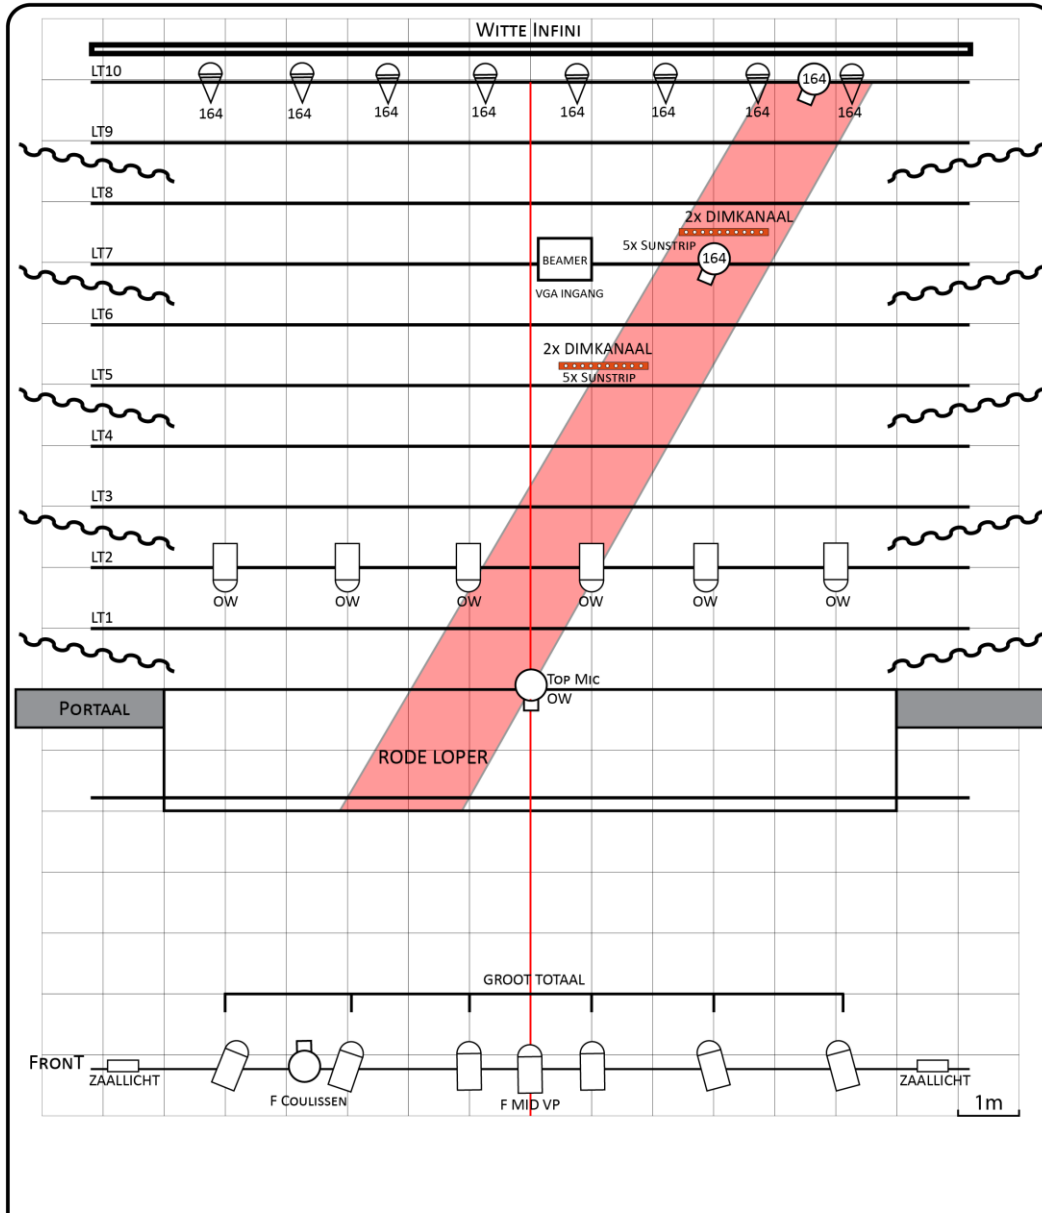 Witte Infini
LT10
164
164
164
164
164
164
164
164
164
LT9
LT8
2x DIMKANAAL
5x Sunstrip
LT7
BEAMER
164
VGA INGANG
LT6
2x DIMKANAAL
LT5
5x Sunstrip
LT4
LT3
LT2
OW
OW
OW
OW
OW
OW
LT1
Top Mic
OW
Portaal
RODE LOPER
GROOT TOTAAL
FRONT
ZAALLICHT
ZAALLICHT
F Coulissen
F MID VP
1m